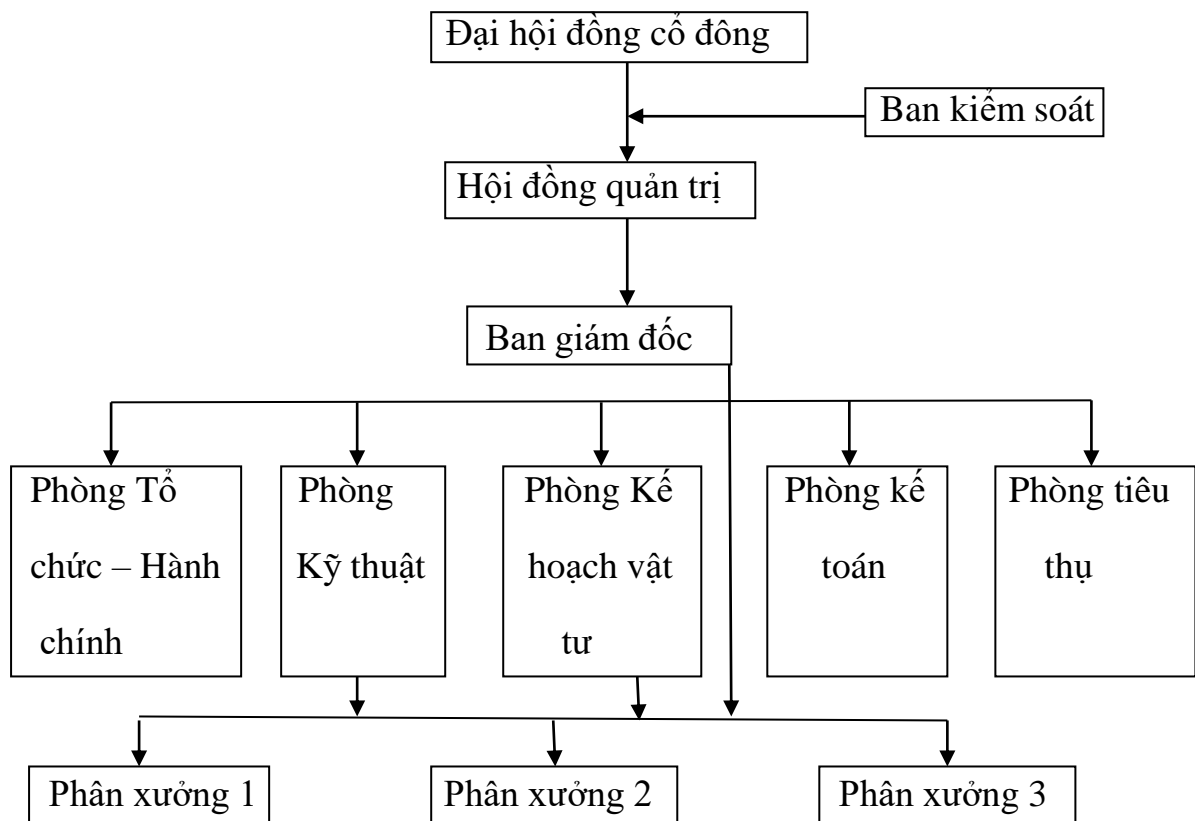 Đại hội đồng cổ đông
Ban kiểm soát
Hội đồng quản trị
Ban giám đốc
Phòng Tổ
chức – Hành
chính
Phòng
Kỹ thuật
Phòng Kế
hoạch vật
tư
Phòng kế
toán
Phòng tiêu
thụ
Phân xưởng 1
Phân xưởng 2
Phân xưởng 3